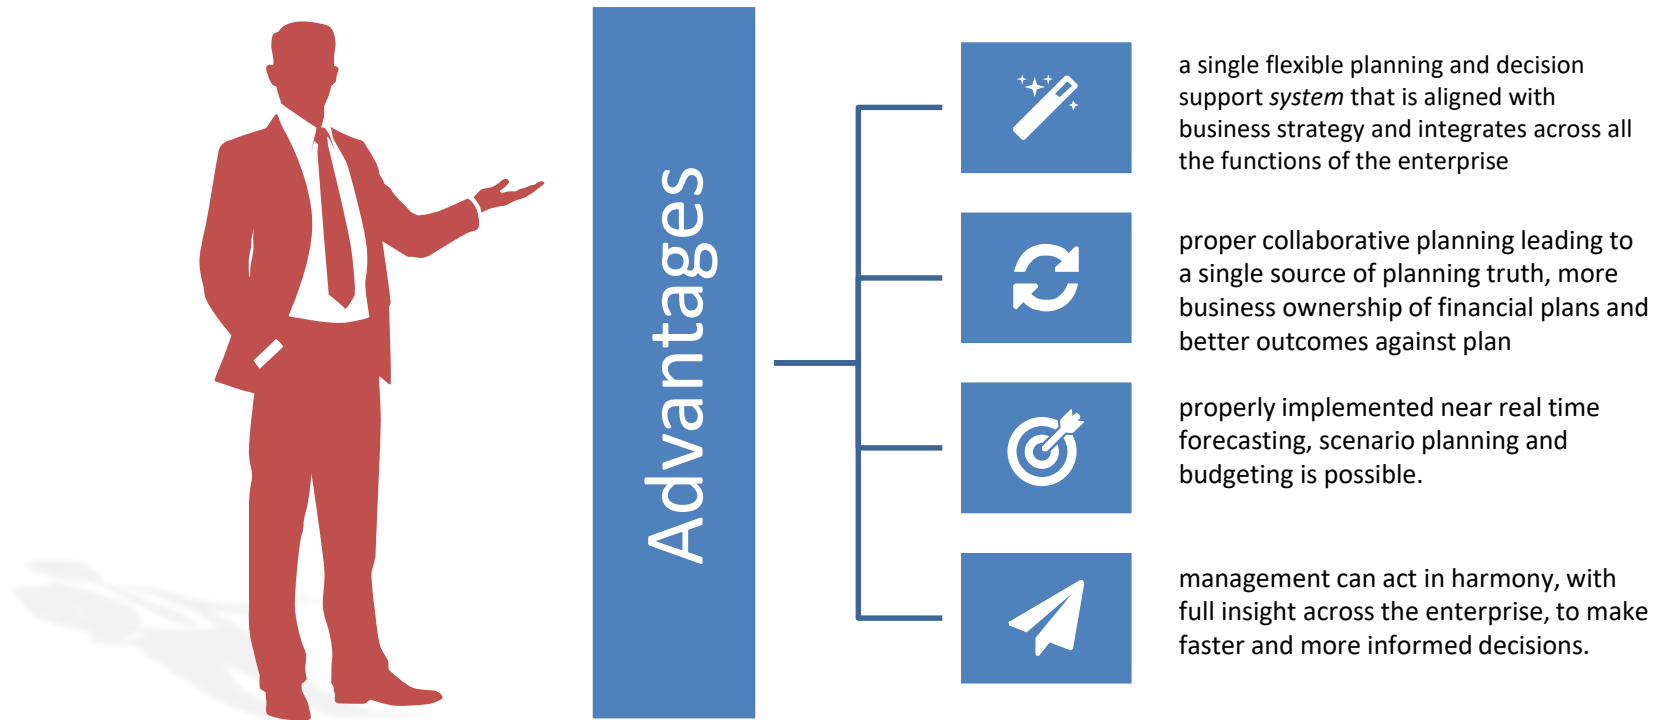 Advantages
a single flexible planning and decision
support system that is aligned with
business strategy and integrates across all
the functions of the enterprise
proper collaborative planning leading to
a single source of planning truth, more
business ownership of financial plans and
better outcomes against plan
properly implemented near real time
forecasting, scenario planning and
budgeting is possible.
management can act in harmony, with
full insight across the enterprise, to make
faster and more informed decisions.